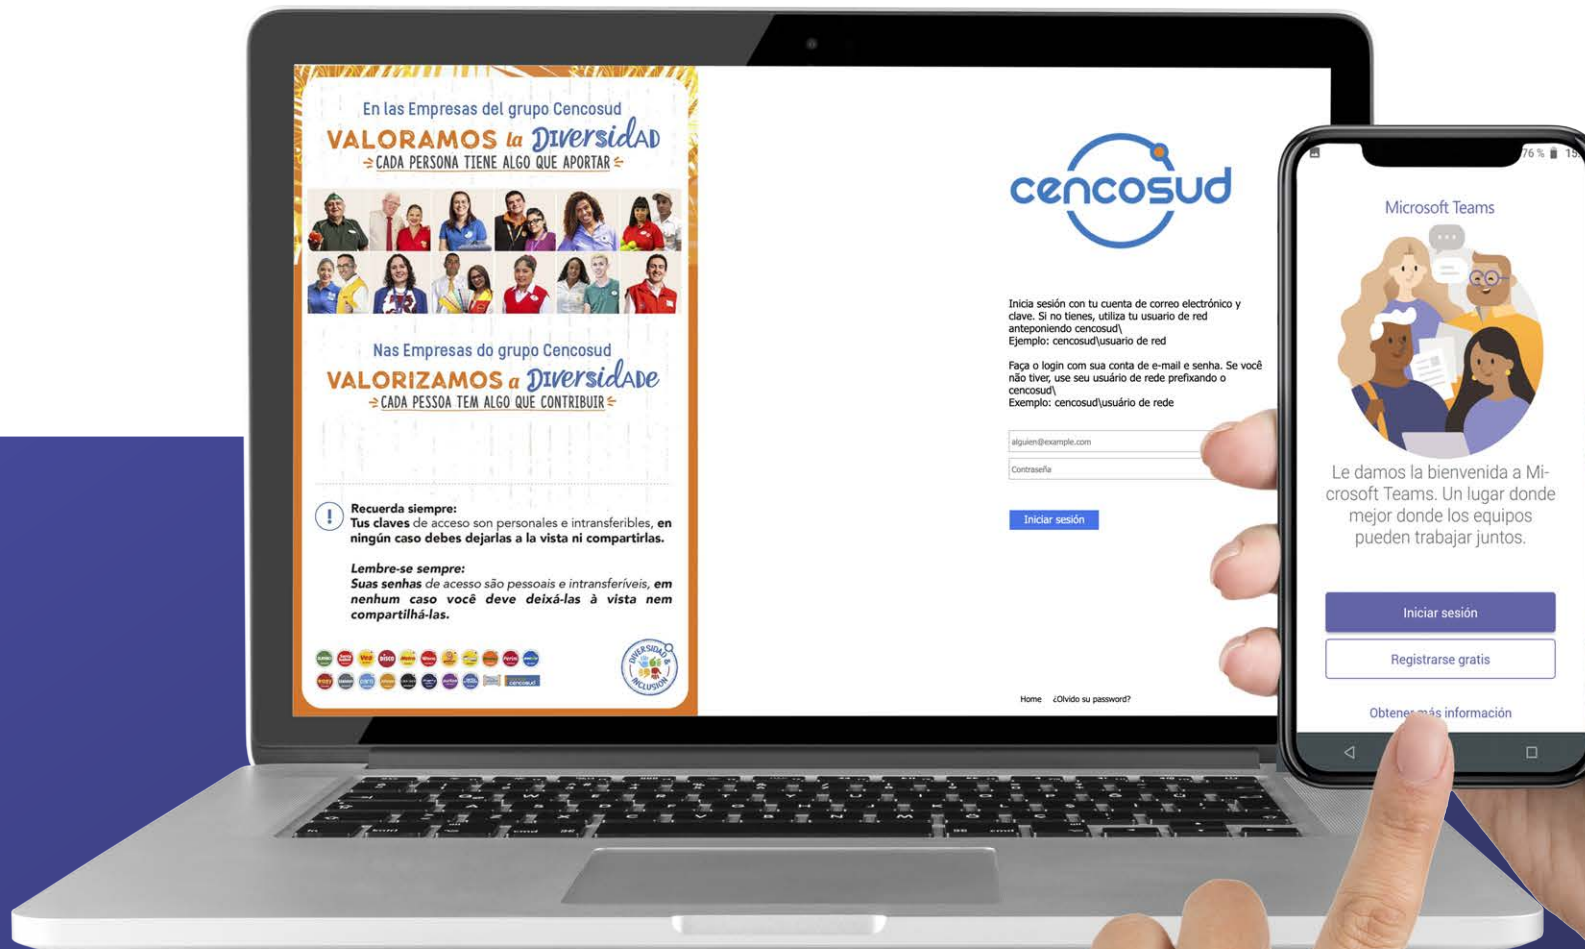 En las Empresas del grupo Cencosud
VALORAMOS la DIversidAD
CADA PERSONA TIENE ALGO QUE APORTAR
Nas Empresas do grupo Cencosud
VALORIZAMOS a DIversidADe
CADA PESSOA TEM ALGO QUE CONTRIBUIR
Recuerda siempre:
Tus claves de acceso son personales e intransferibles, en
ningún caso debes dejarlas a la vista ni compartirlas.
Lembre-se sempre:
Suas senhas de acesso são pessoais e intransferíveis, em
nenhum caso você deve deixá-las à vista nem
compartilhá-las.
DIVERSIDAD &
INCLUSIÓN
cencosud
Inicia sesión con tu cuenta de correo electrónico y
clave. Si no tienes, utiliza tu usuario de red
anteponiendo cencosud\
Ejemplo: cencosud\usuario de red
Faça o login com sua conta de e-mail e senha. Se você
não tiver, use seu usuário de rede prefixando o
cencosud\
Exemplo: cencosud\usuário de rede
alguien@example.com
Contraseña
Iniciar sesión
Home ¿Olvido su password?
76 % 15
Microsoft Teams
Le damos la bienvenida a Mi-
crosoft Teams. Un lugar donde
mejor donde los equipos
pueden trabajar juntos.
Iniciar sesión
Registrarse gratis
Obtener más información